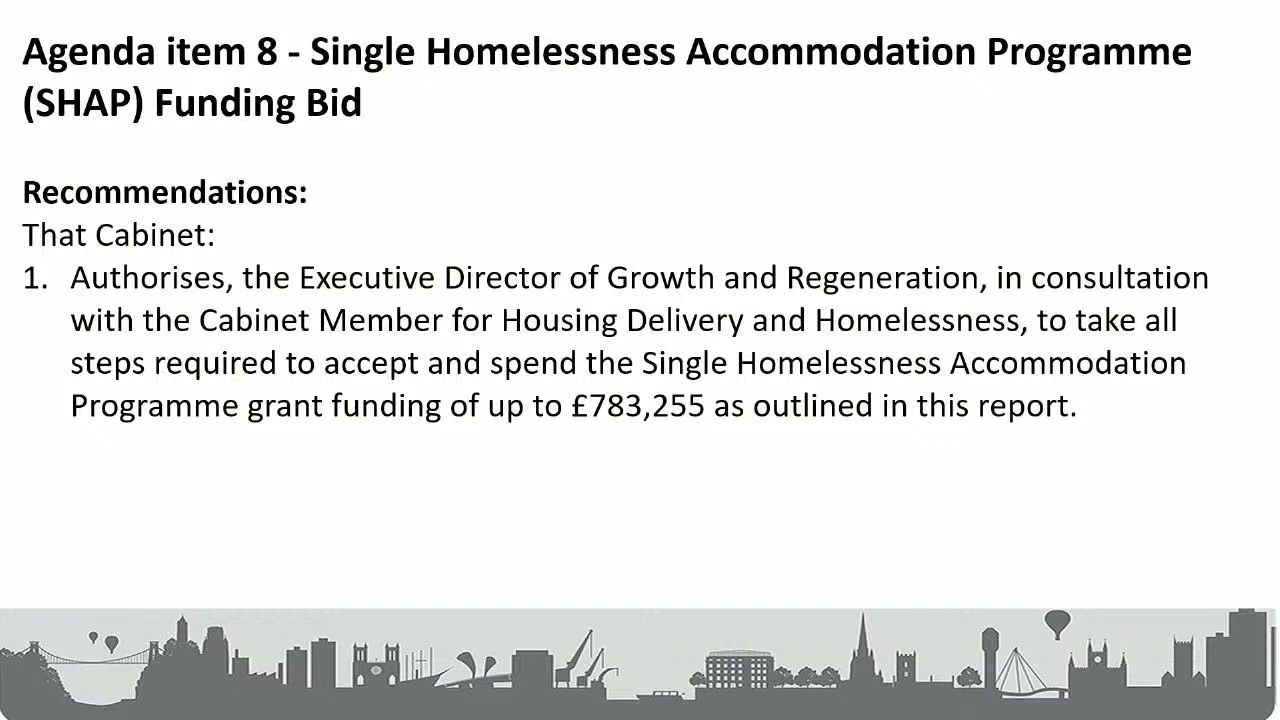 Agenda item 8 - Single Homelessness Accommodation Programme
(SHAP) Funding Bid
Recommendations:
That Cabinet:
1. Authorises, the Executive Director of Growth and Regeneration, in consultation
with the Cabinet Member for Housing Delivery and Homelessness, to take all
steps required to accept and spend the Single Homelessness Accommodation
Programme grant funding of up to £783,255 as outlined in this report.